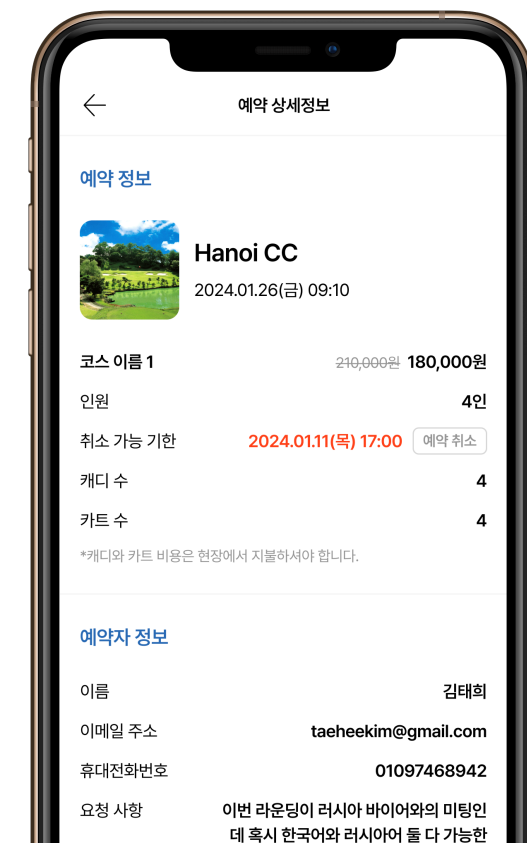 예약 상세정보
예약 정보
Hanoi CC
2024.01.26(금) 09:10
코스 이름 1 210,000원 180,000원
인원 4인
취소 가능 기한 2024.01.11(목) 17:00 예약 취소
캐디 수 4
카트 수 4
*캐디와 카트 비용은 현장에서 지불하셔야 합니다.
예약자 정보
이름 김태희
이메일 주소 taeheekim@gmail.com
휴대전화번호 01097468942
요청 사항 이번 라운딩이 러시아 바이어와의 미팅인
데 혹시 한국어와 러시아어 둘 다 가능한